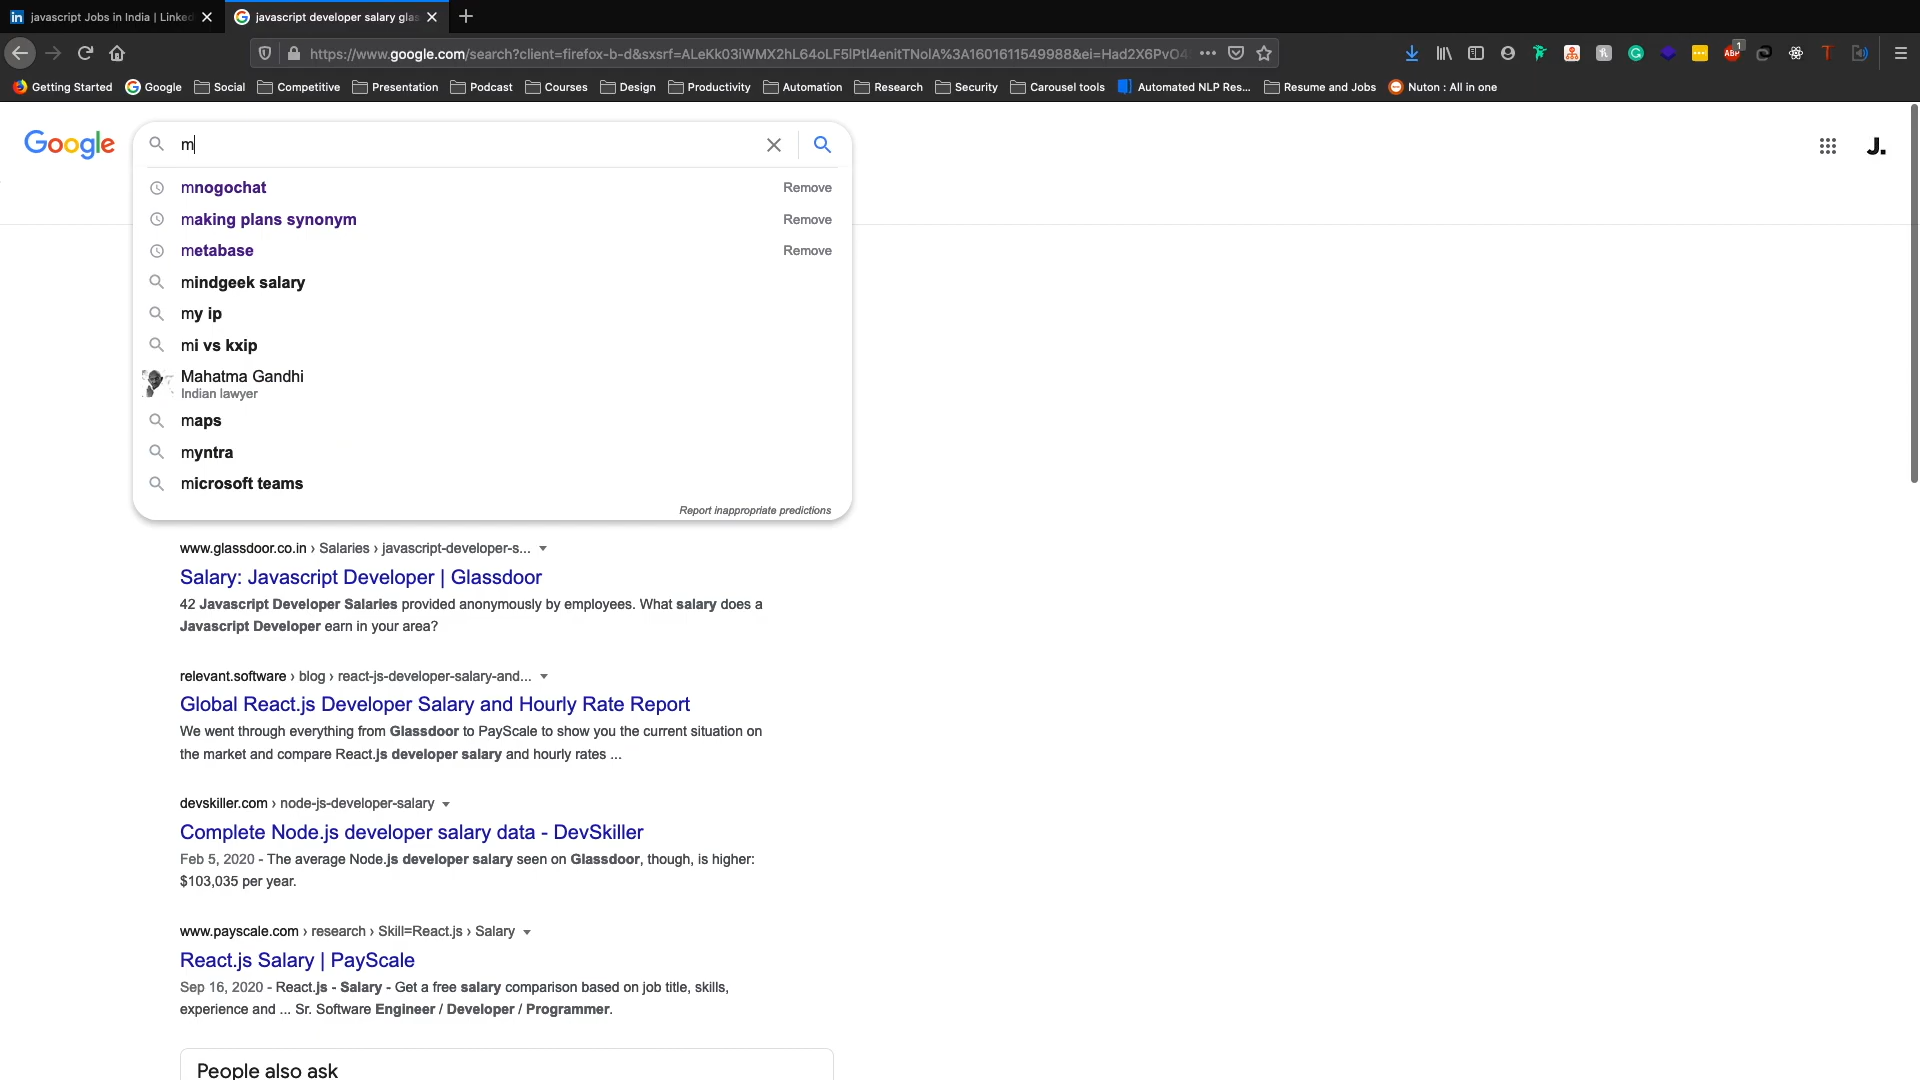 javascript Jobs in India | Linked
javascript developer salary glas
https://www.google.com/search?client=firefox-b-d&sxsrf=ALeKk03iWMX2hL64oLF5lPtl4enitTNolA%3A1601611549988&ei=Had2X6PvO4
1
Getting Started
Google
Social
Competitive
Presentation
Podcast
Courses
Design
Productivity
Automation
Research
Security
Carousel tools
Automated NLP Res...
Resume and Jobs
Nuton : All in one
Google
m
J.
mnogochat
Remove
making plans synonym
Remove
metabase
Remove
mindgeek salary
my ip
mi vs kxip
Mahatma Gandhi
Indian lawyer
maps
myntra
microsoft teams
Report inappropriate predictions
www.glassdoor.co.in › Salaries › javascript-developer-s...
Salary: Javascript Developer | Glassdoor
42 Javascript Developer Salaries provided anonymously by employees. What salary does a
Javascript Developer earn in your area?
relevant.software › blog › react-js-developer-salary-and...
Global React.js Developer Salary and Hourly Rate Report
We went through everything from Glassdoor to PayScale to show you the current situation on
the market and compare React.js developer salary and hourly rates ...
devskiller.com › node-js-developer-salary
Complete Node.js developer salary data - DevSkiller
Feb 5, 2020 - The average Node.js developer salary seen on Glassdoor, though, is higher:
$103,035 per year.
www.payscale.com › research › Skill=React.js › Salary
React.js Salary | PayScale
Sep 16, 2020 - React.js - Salary - Get a free salary comparison based on job title, skills,
experience and ... Sr. Software Engineer / Developer / Programmer.
People also ask